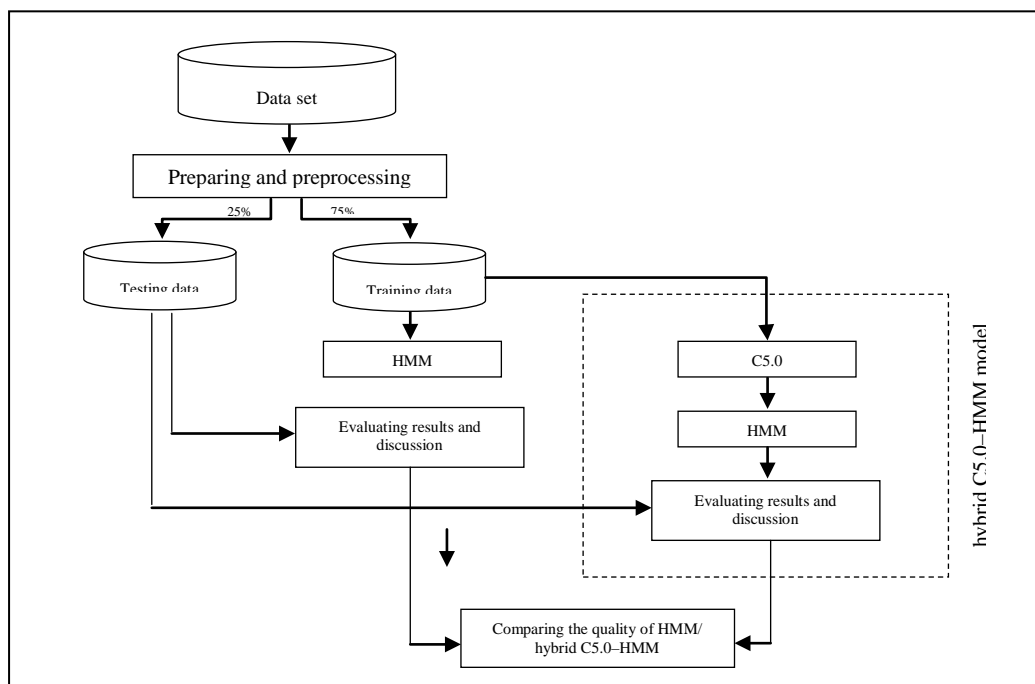 Data set
Preparing and preprocessing
25%
75%
Testing data
Training data
HMM
C5.0
HMM
Evaluating results and
discussion
Evaluating results and
discussion
hybrid C5.0–HMM model
Comparing the quality of HMM/
hybrid C5.0–HMM